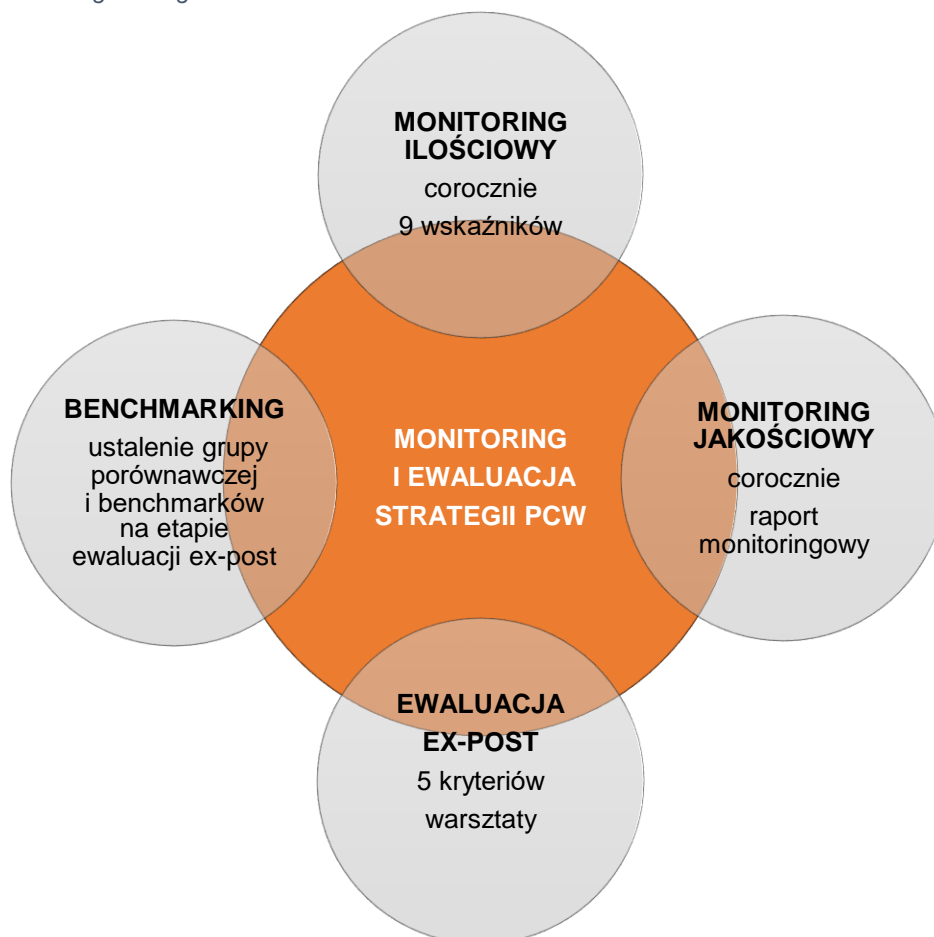 MONITORING
ILOŚCIOWY
corocznie
9 wskaźników
BENCHMARKING
ustalenie grupy
porównawczej
i benchmarków
na etapie
ewaluacji ex-post
MONITORING
I EWALUACJA
STRATEGII PCW
MONITORING
JAKOŚCIOWY
corocznie
raport
monitoringowy
EWALUACJA
EX-POST
5 kryteriów
warsztaty